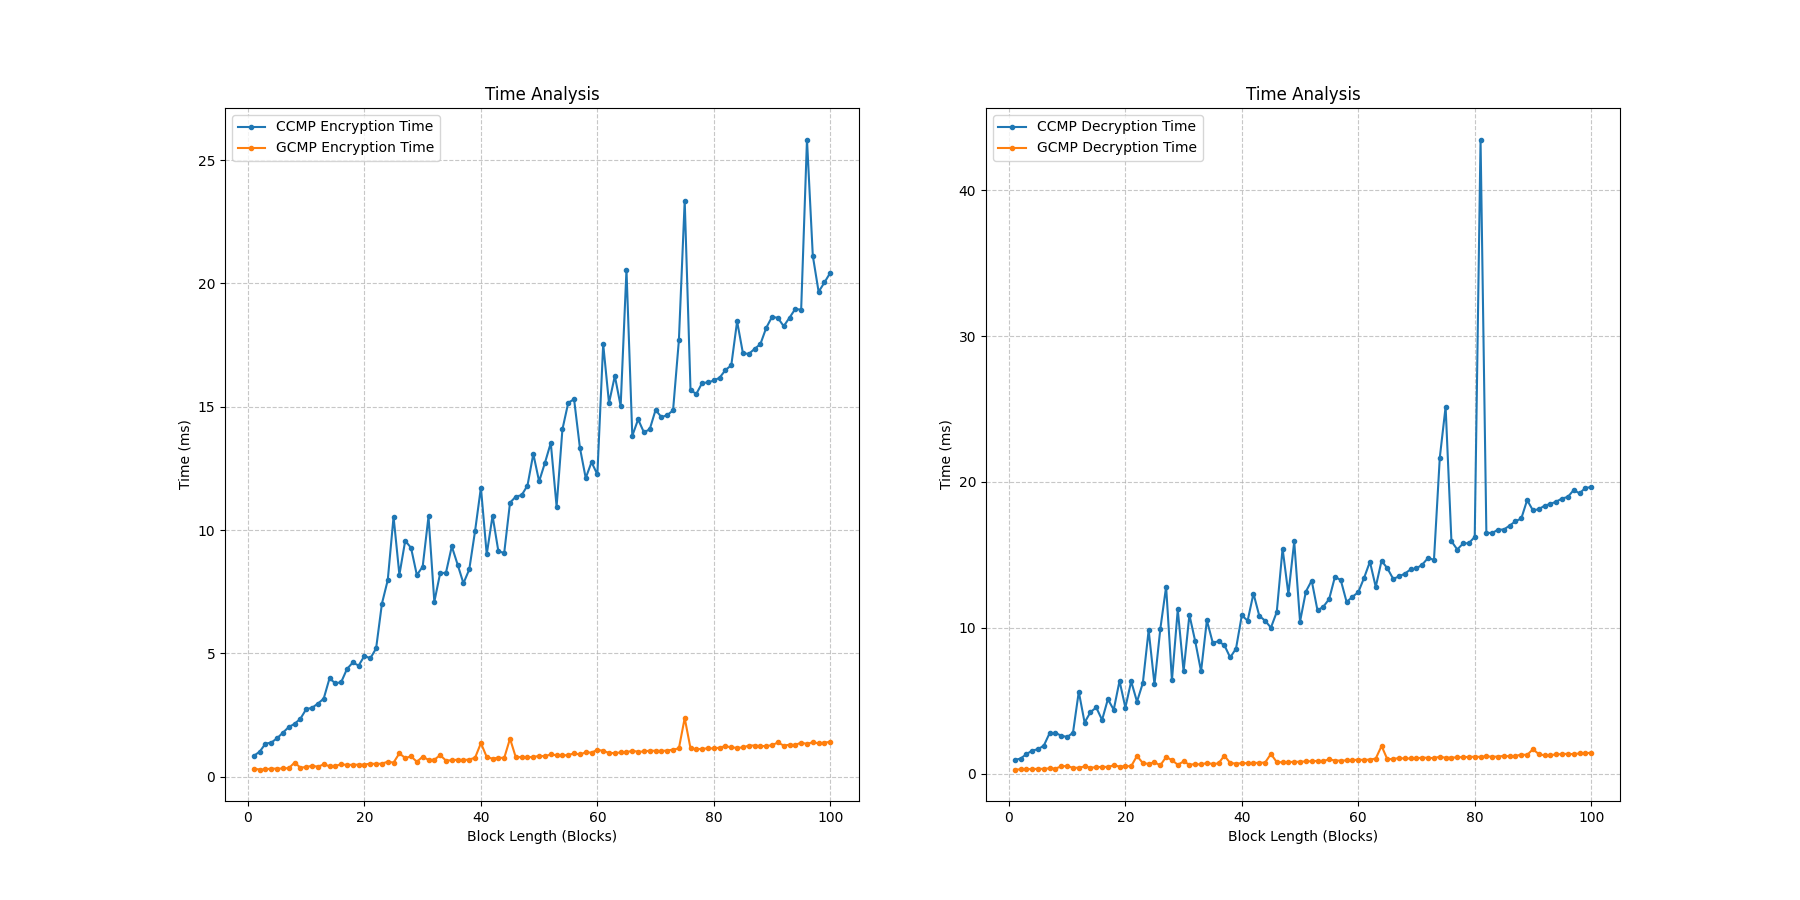 Time Analysis
CCMP Encryption Time
GCMP Encryption Time
25
20
15
10
5
0
Time (ms)
0 20 40 60 80 100
Block Length (Blocks)
Time Analysis
CCMP Decryption Time
GCMP Decryption Time
40
30
20
10
0
Time (ms)
0 20 40 60 80 100
Block Length (Blocks)